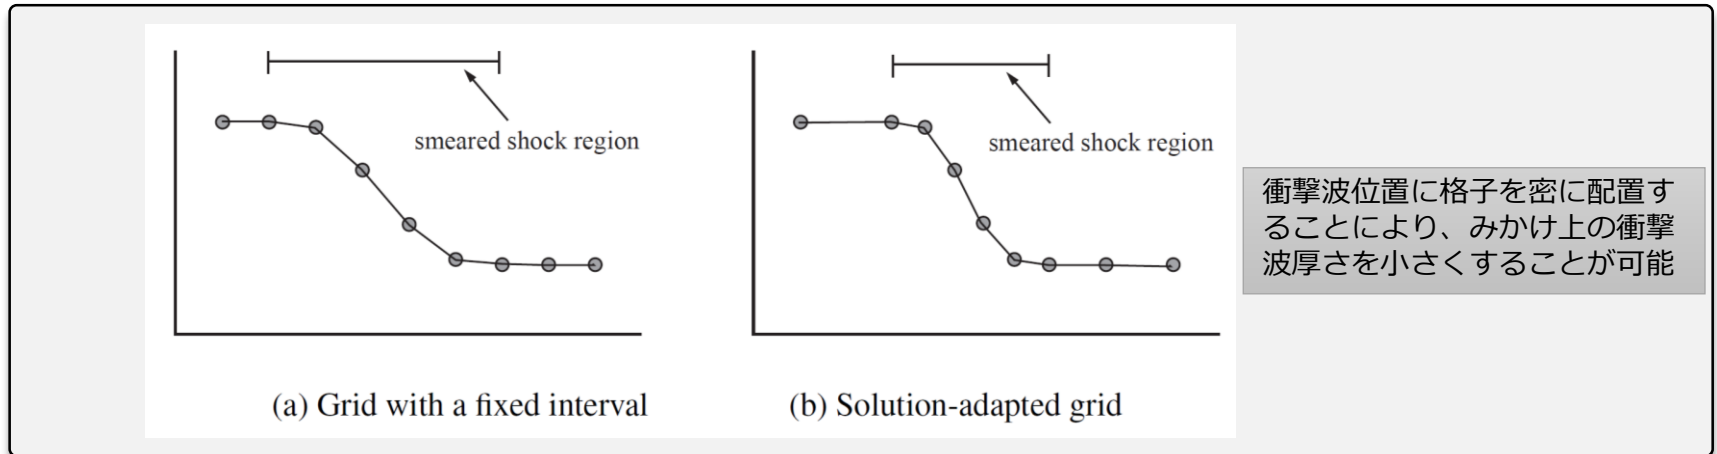 smeared shock region
smeared shock region
(a) Grid with a fixed interval
(b) Solution-adapted grid
衝撃波位置に格子を密に配置す
ることにより、みかけ上の衝撃
波厚さを小さくすることが可能